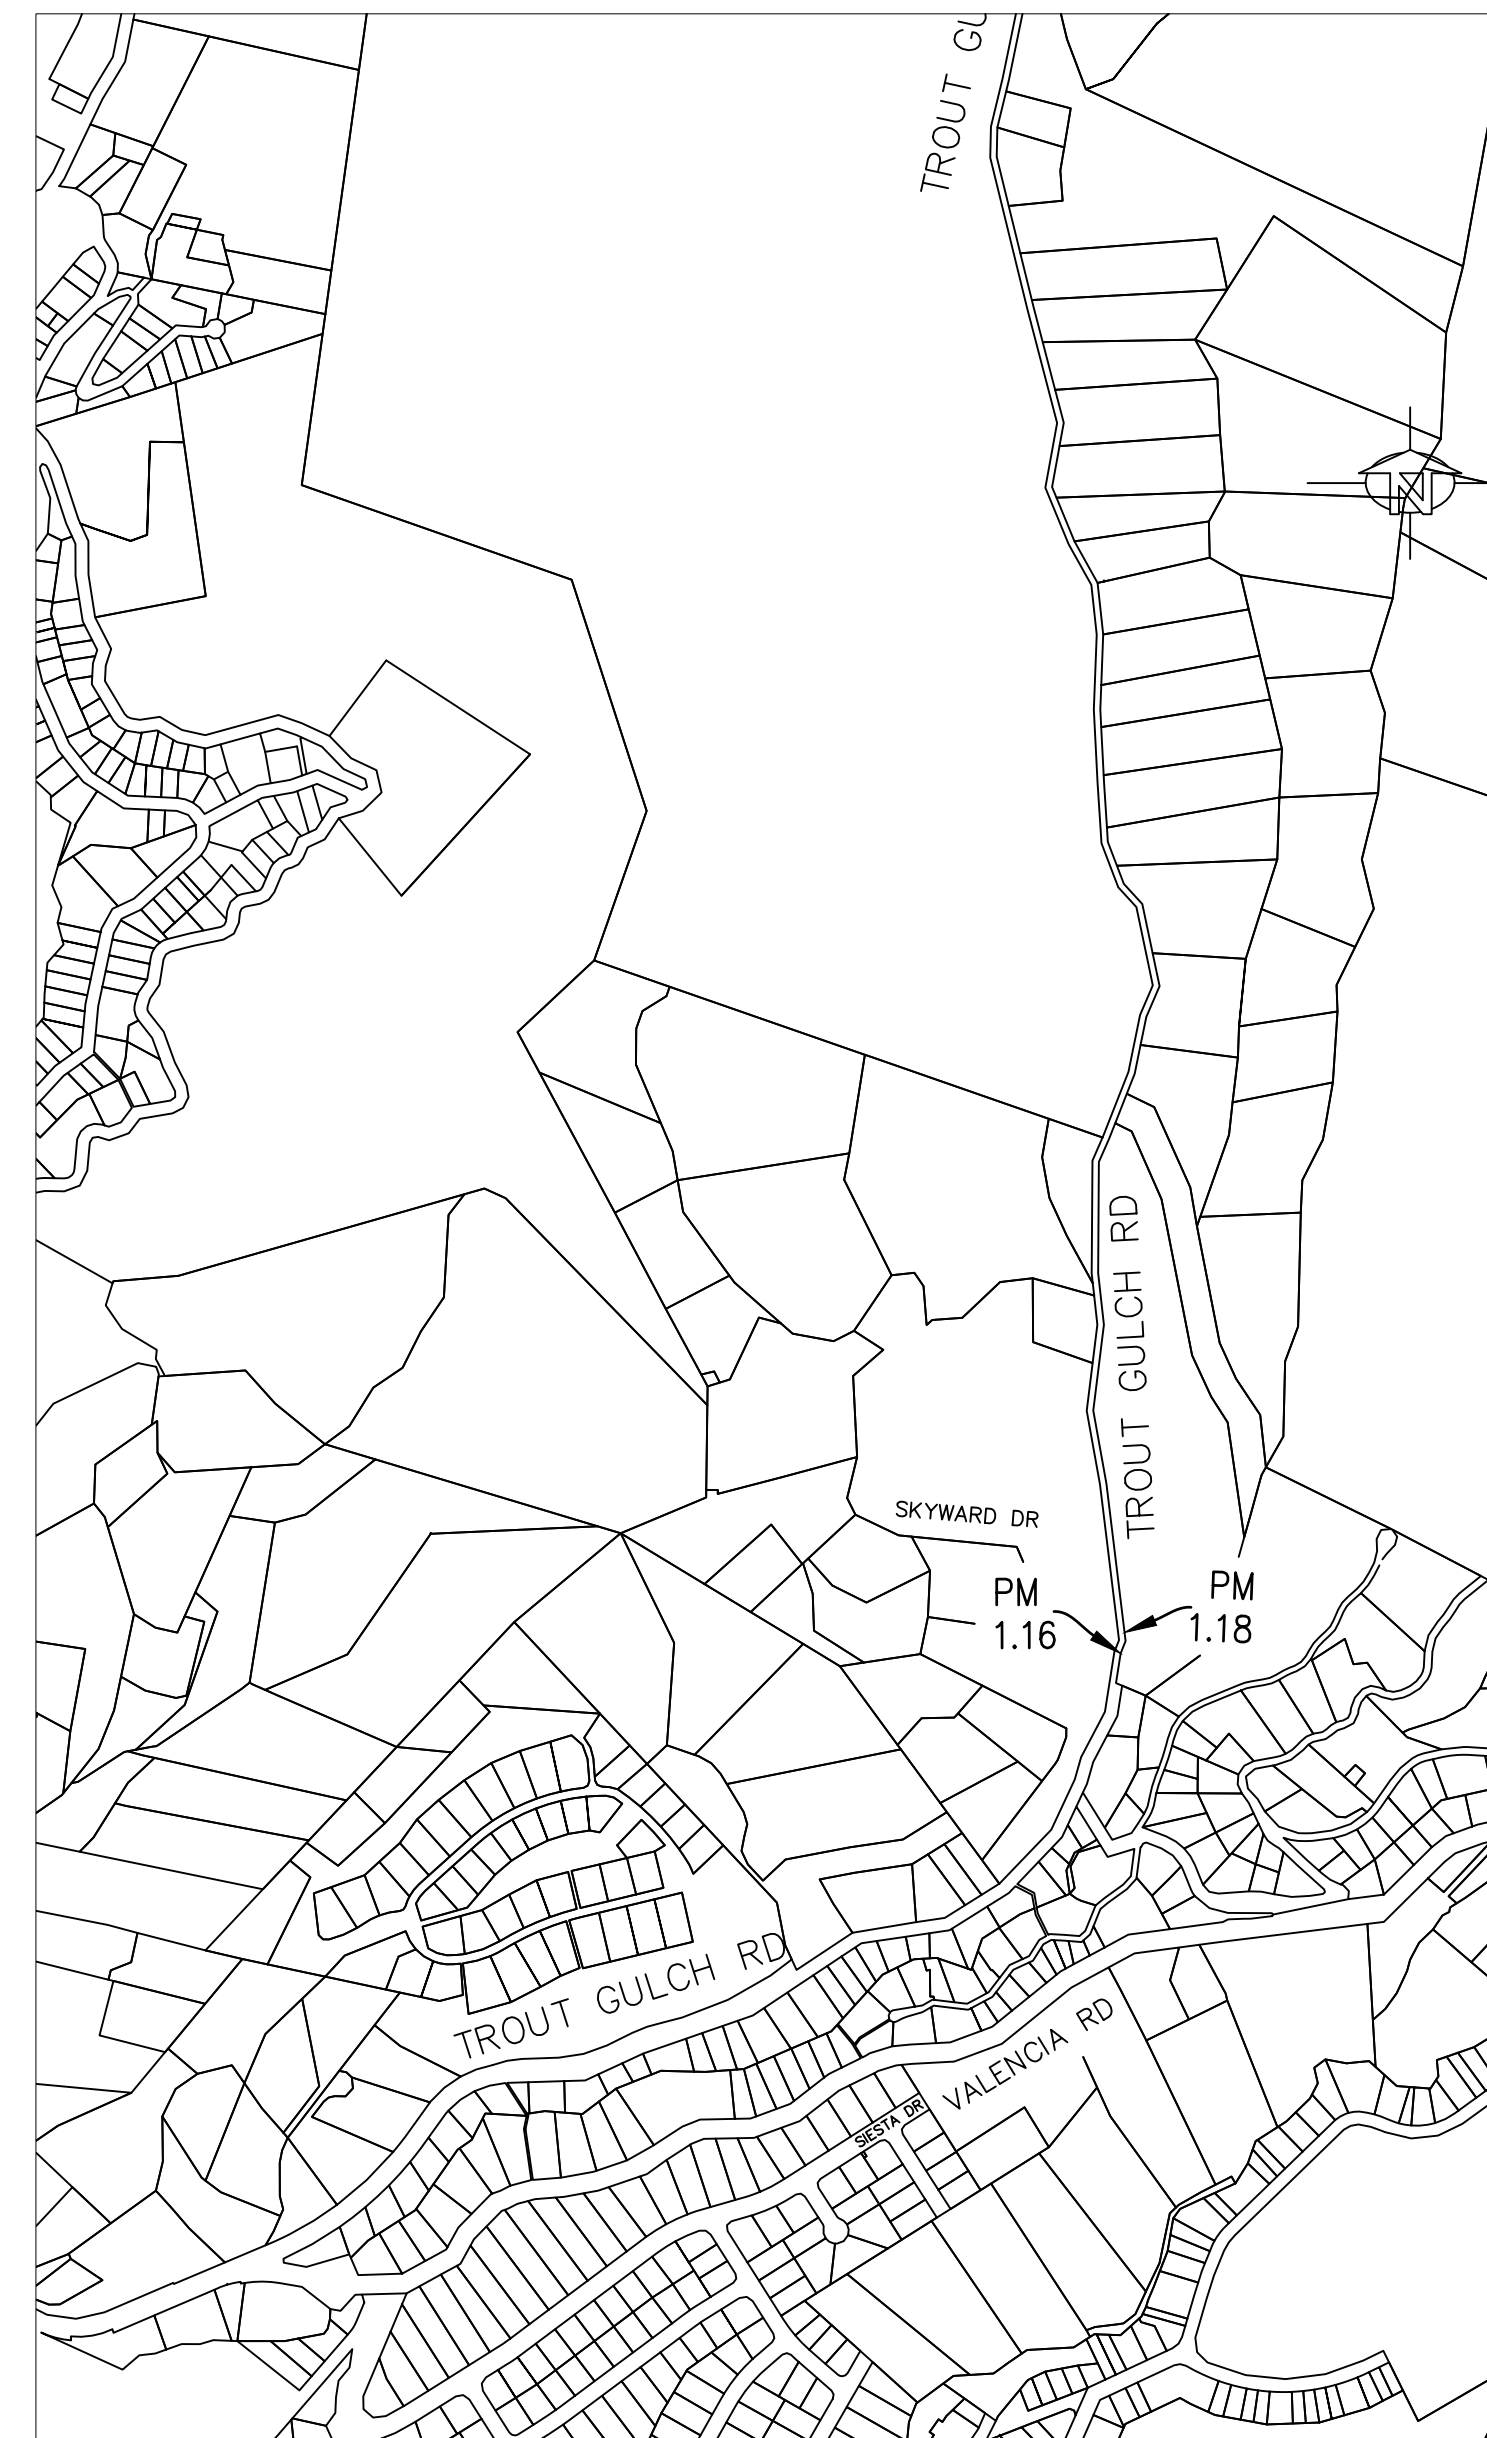 TROUT GU
N
TROUT GULCH RD
SKYWARD DR
PM
1.16
PM
1.18
TROUT GULCH RD
VALENCIA RD
SIESTA DR